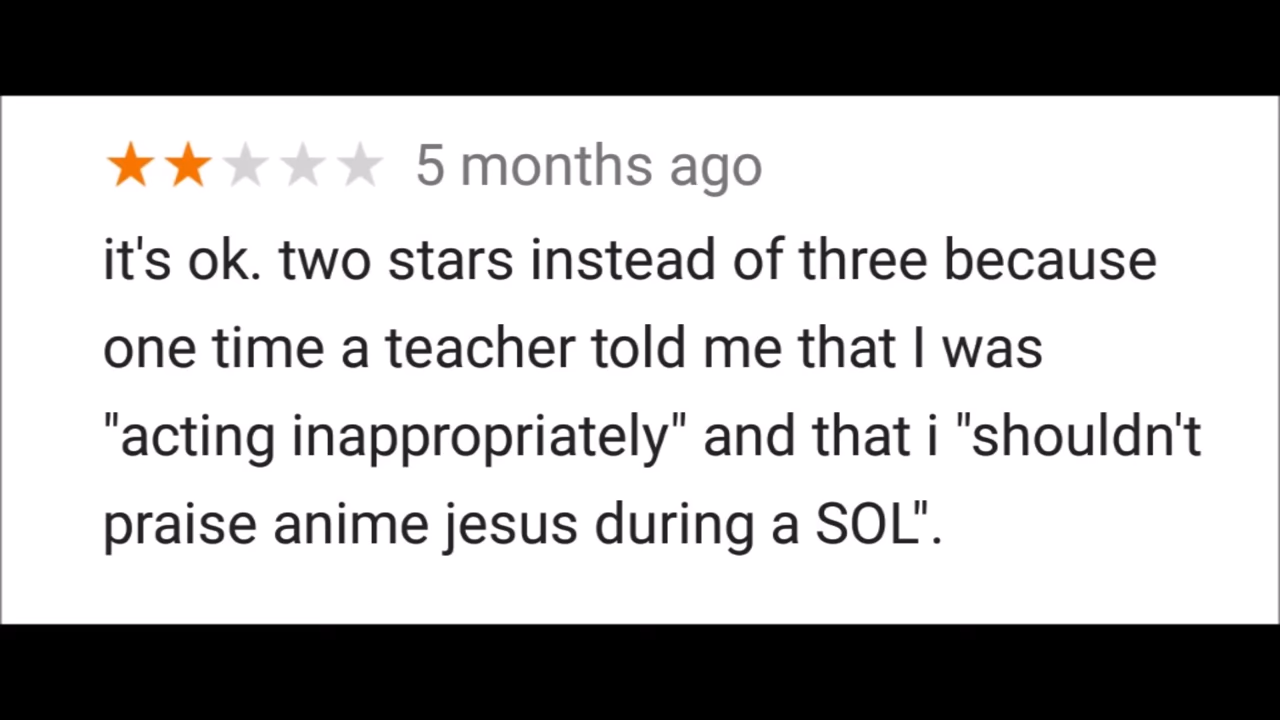 5 months ago
it's ok. two stars instead of three because
one time a teacher told me that I was
"acting inappropriately" and that i "shouldn't
praise anime jesus during a SOL".